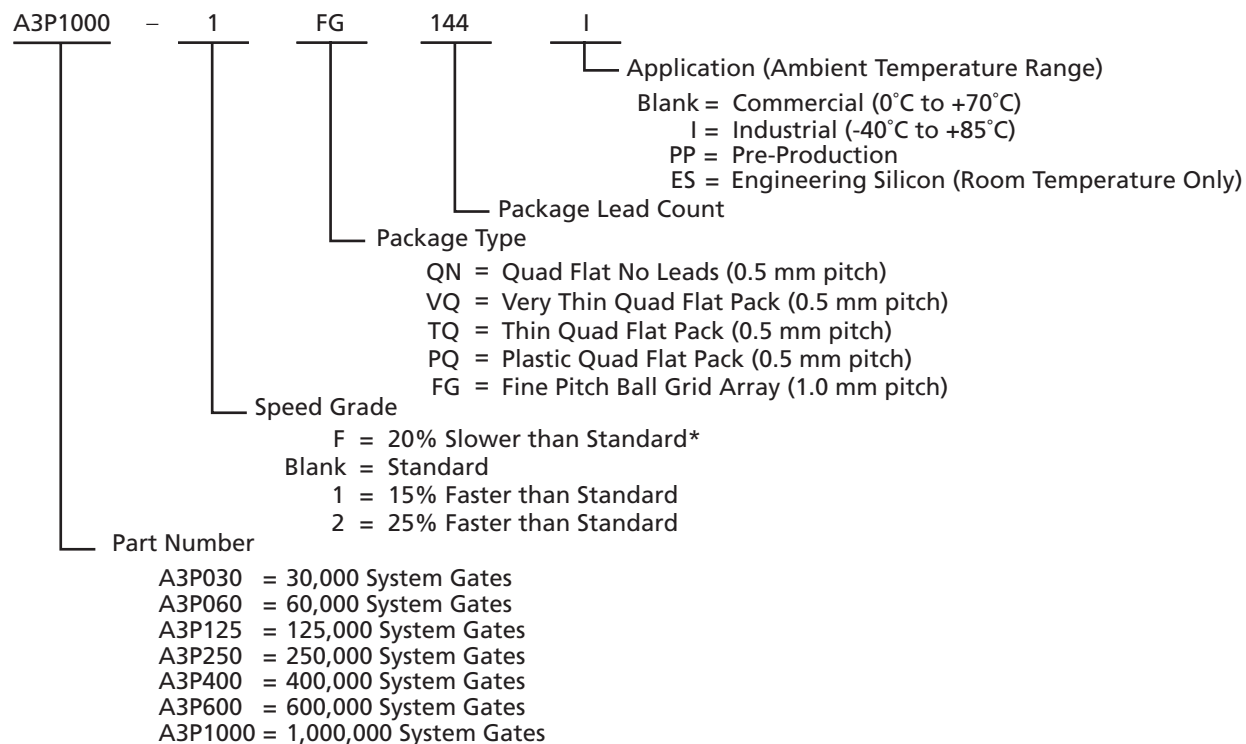 A3P1000 – 1 FG 144 I
Application (Ambient Temperature Range)
Blank = Commercial (0˚C to +70˚C)
I = Industrial (-40˚C to +85˚C)
PP = Pre-Production
ES = Engineering Silicon (Room Temperature Only)
Package Lead Count
Package Type
QN = Quad Flat No Leads (0.5 mm pitch)
VQ = Very Thin Quad Flat Pack (0.5 mm pitch)
TQ = Thin Quad Flat Pack (0.5 mm pitch)
PQ = Plastic Quad Flat Pack (0.5 mm pitch)
FG = Fine Pitch Ball Grid Array (1.0 mm pitch)
Speed Grade
F = 20% Slower than Standard*
Blank = Standard
1 = 15% Faster than Standard
2 = 25% Faster than Standard
Part Number
A3P030 = 30,000 System Gates
A3P060 = 60,000 System Gates
A3P125 = 125,000 System Gates
A3P250 = 250,000 System Gates
A3P400 = 400,000 System Gates
A3P600 = 600,000 System Gates
A3P1000 = 1,000,000 System Gates